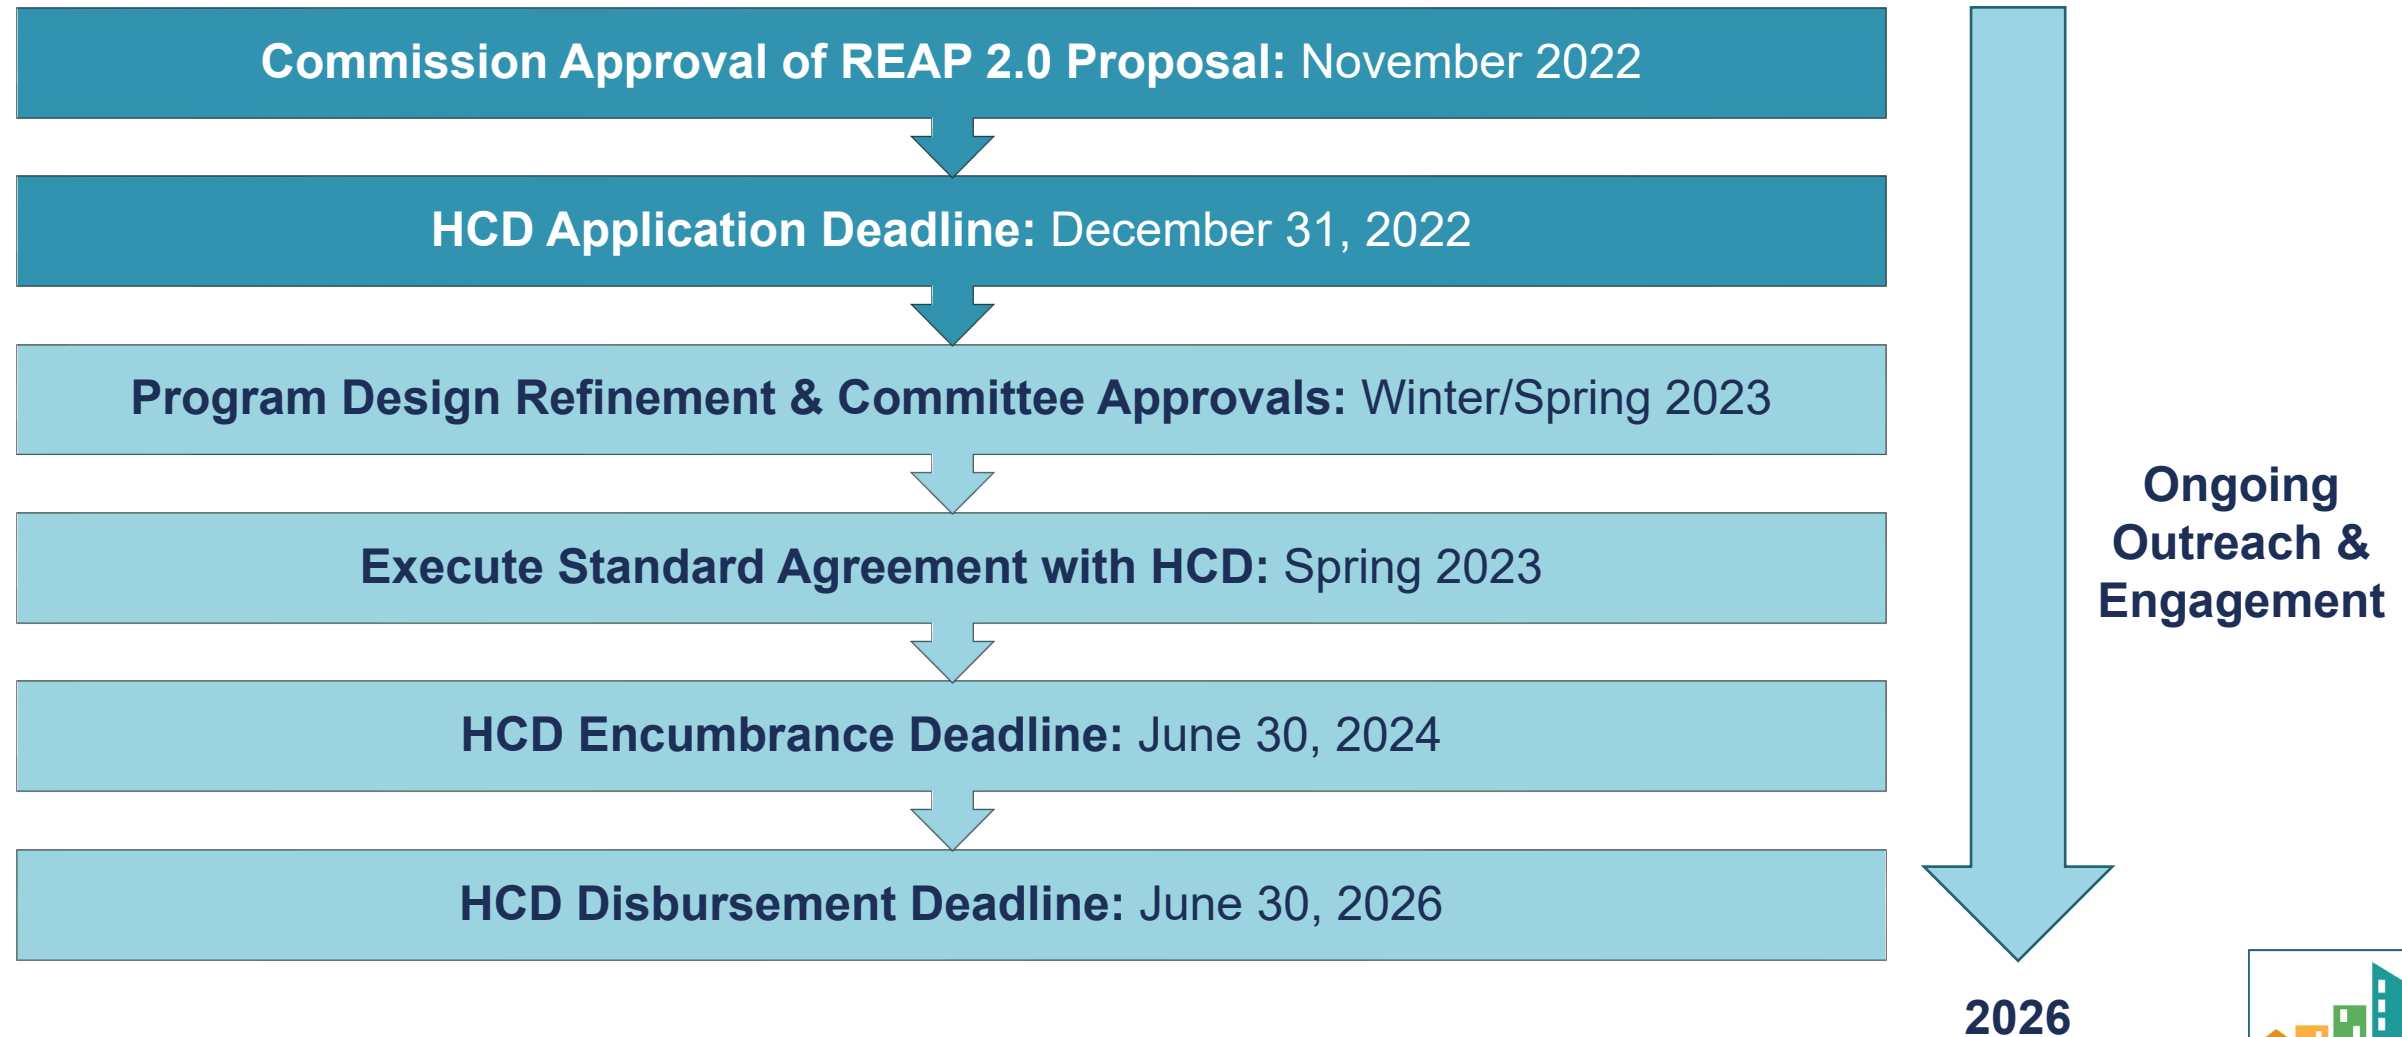 Commission Approval of REAP 2.0 Proposal: November 2022
HCD Application Deadline: December 31, 2022
Program Design Refinement & Committee Approvals: Winter/Spring 2023
Execute Standard Agreement with HCD: Spring 2023
HCD Encumbrance Deadline: June 30, 2024
HCD Disbursement Deadline: June 30, 2026
Ongoing
Outreach &
Engagement
2026